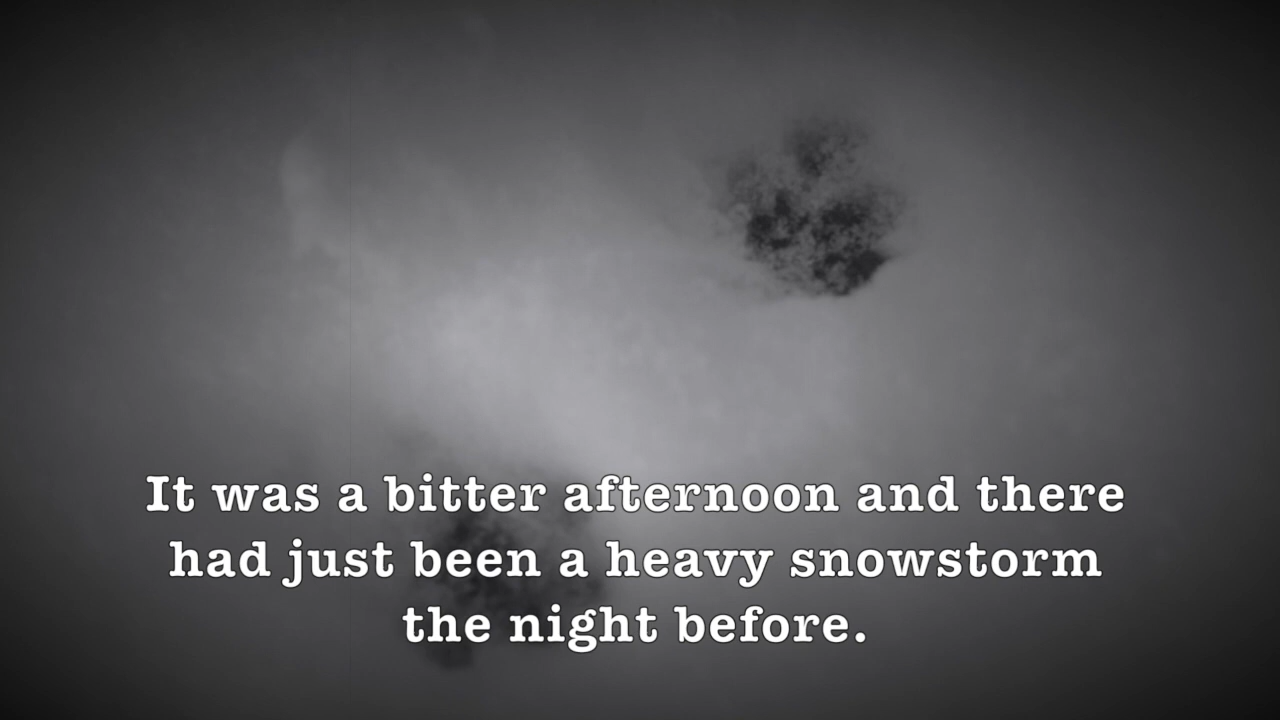 It was a bitter afternoon and there
had just been a heavy snowstorm
the night before.